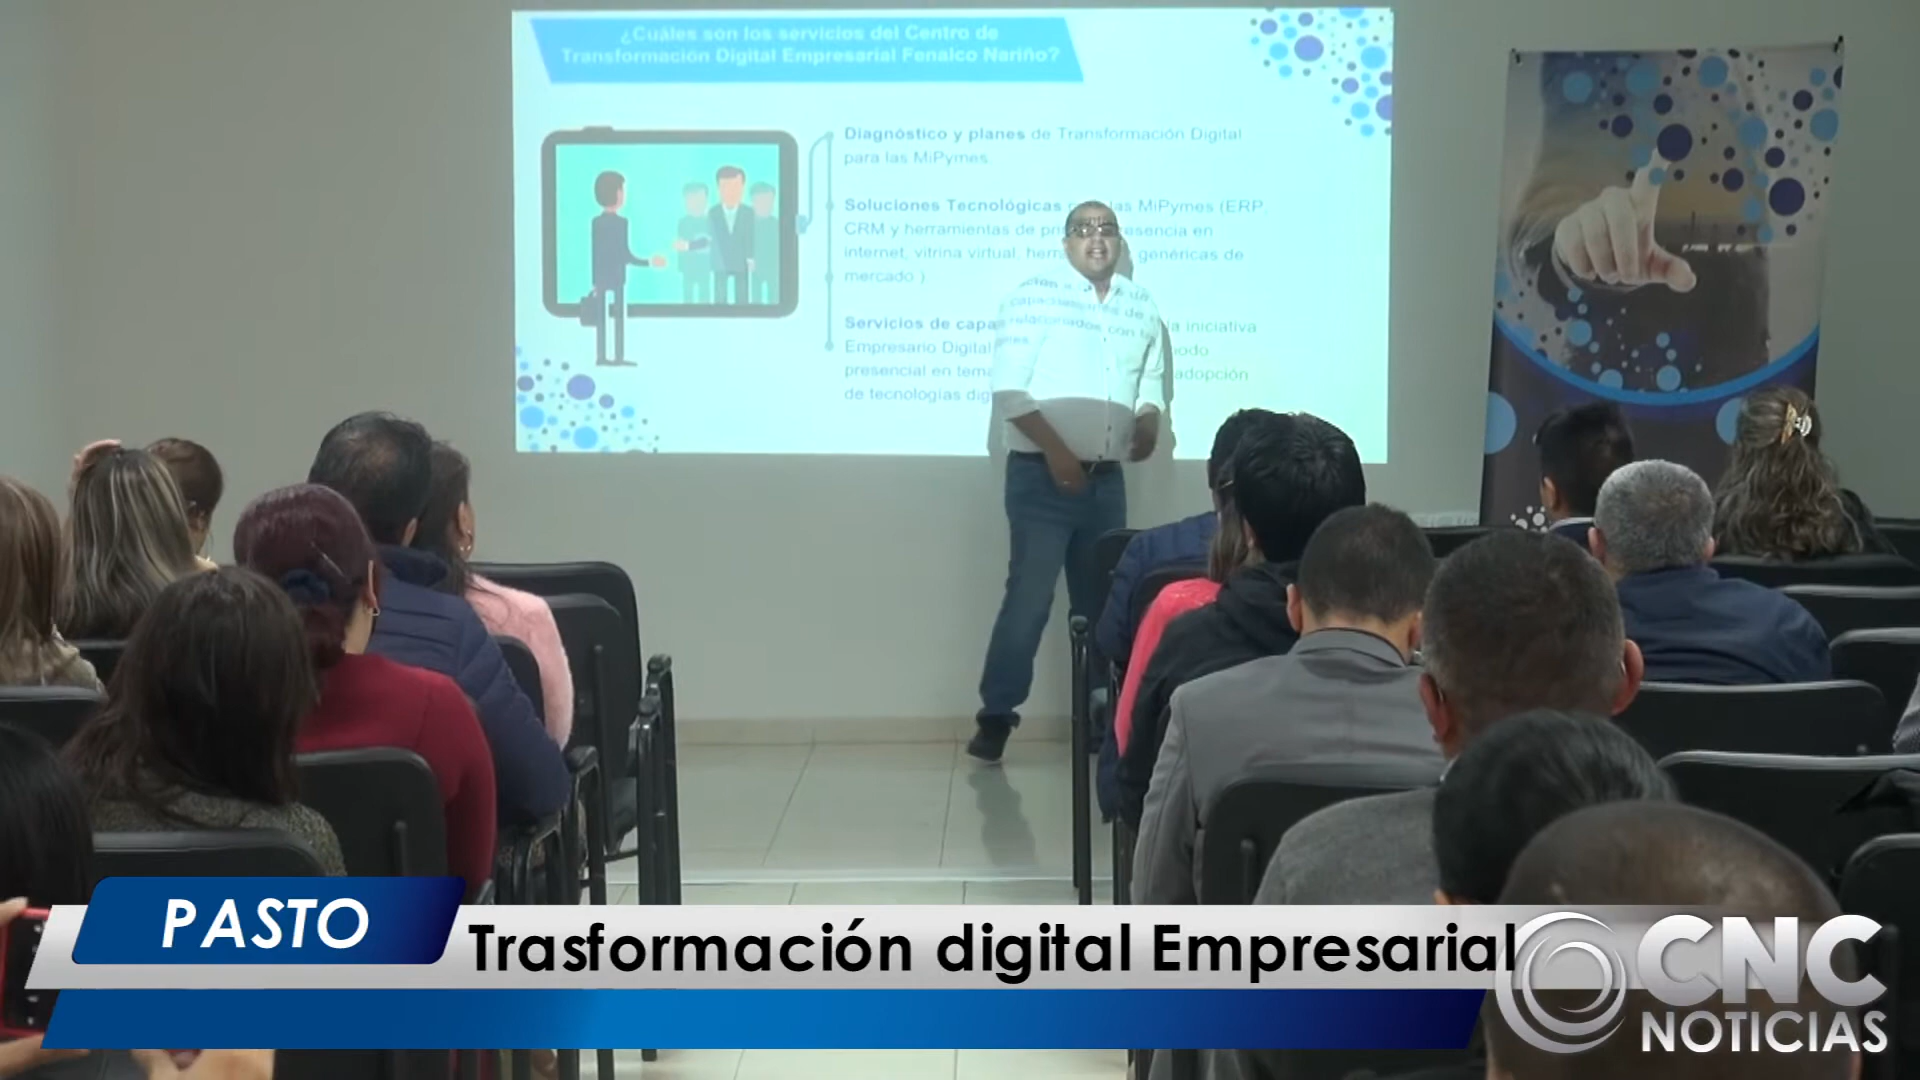 ¿Cuáles son los servicios del Centro de
Transformación Digital Empresarial Fenalco Nariño?
Diagnóstico y planes de Transformación Digital
para las MiPymes.
Soluciones Tecnológicas las MiPymes (ERP,
CRM y herramientas de en
internet, vitrina virtual, genéricas de
mercado )
Servicios de iniciativa
Empresario Digital
presencial en adopción
de tecnologías
PASTO
Trasformación digital Empresarial
CNC
NOTICIAS